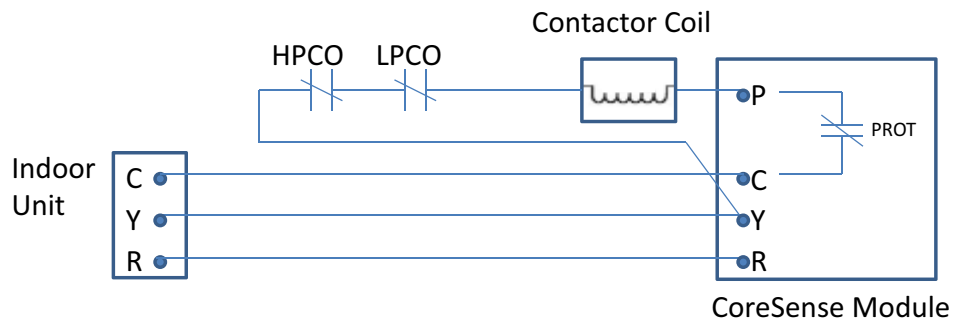 Contactor Coil
HPCO LPCO
P
PROT
Indoor
Unit
C
Y
R
C
Y
R
CoreSense Module